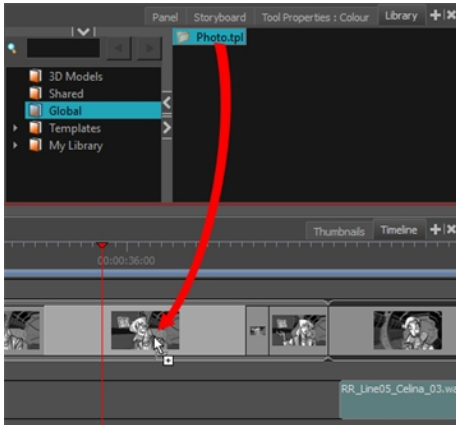 Panel Storyboard Tool Properties : Colour Library
Photo.tpl
3D Models
Shared
Global
Templates
My Library
Thumbnails Timeline
00:00:36:00
RR_Line05_Celina_03.wa